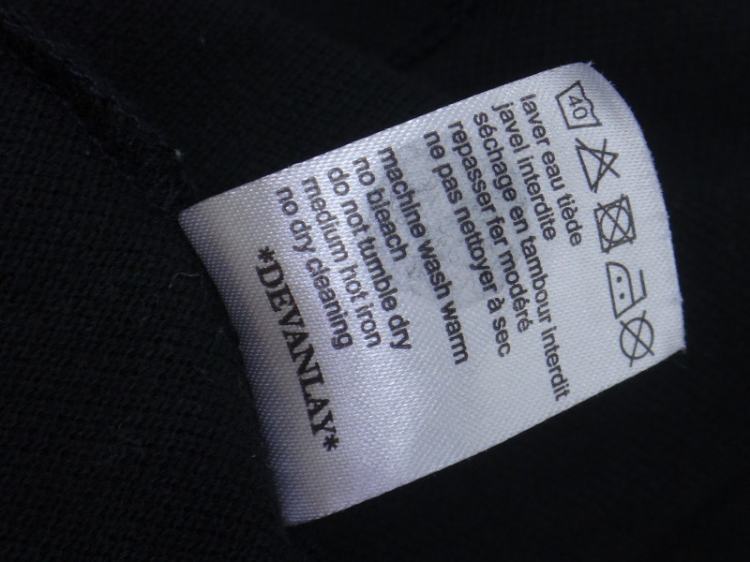 40
laver eau tiède
javel interdite
séchage en tambour interdit
repasser fer modéré
ne pas nettoyer à sec
machine wash warm
no bleach
do not tumble dry
medium hot iron
no dry cleaning
*DEVANLAY*